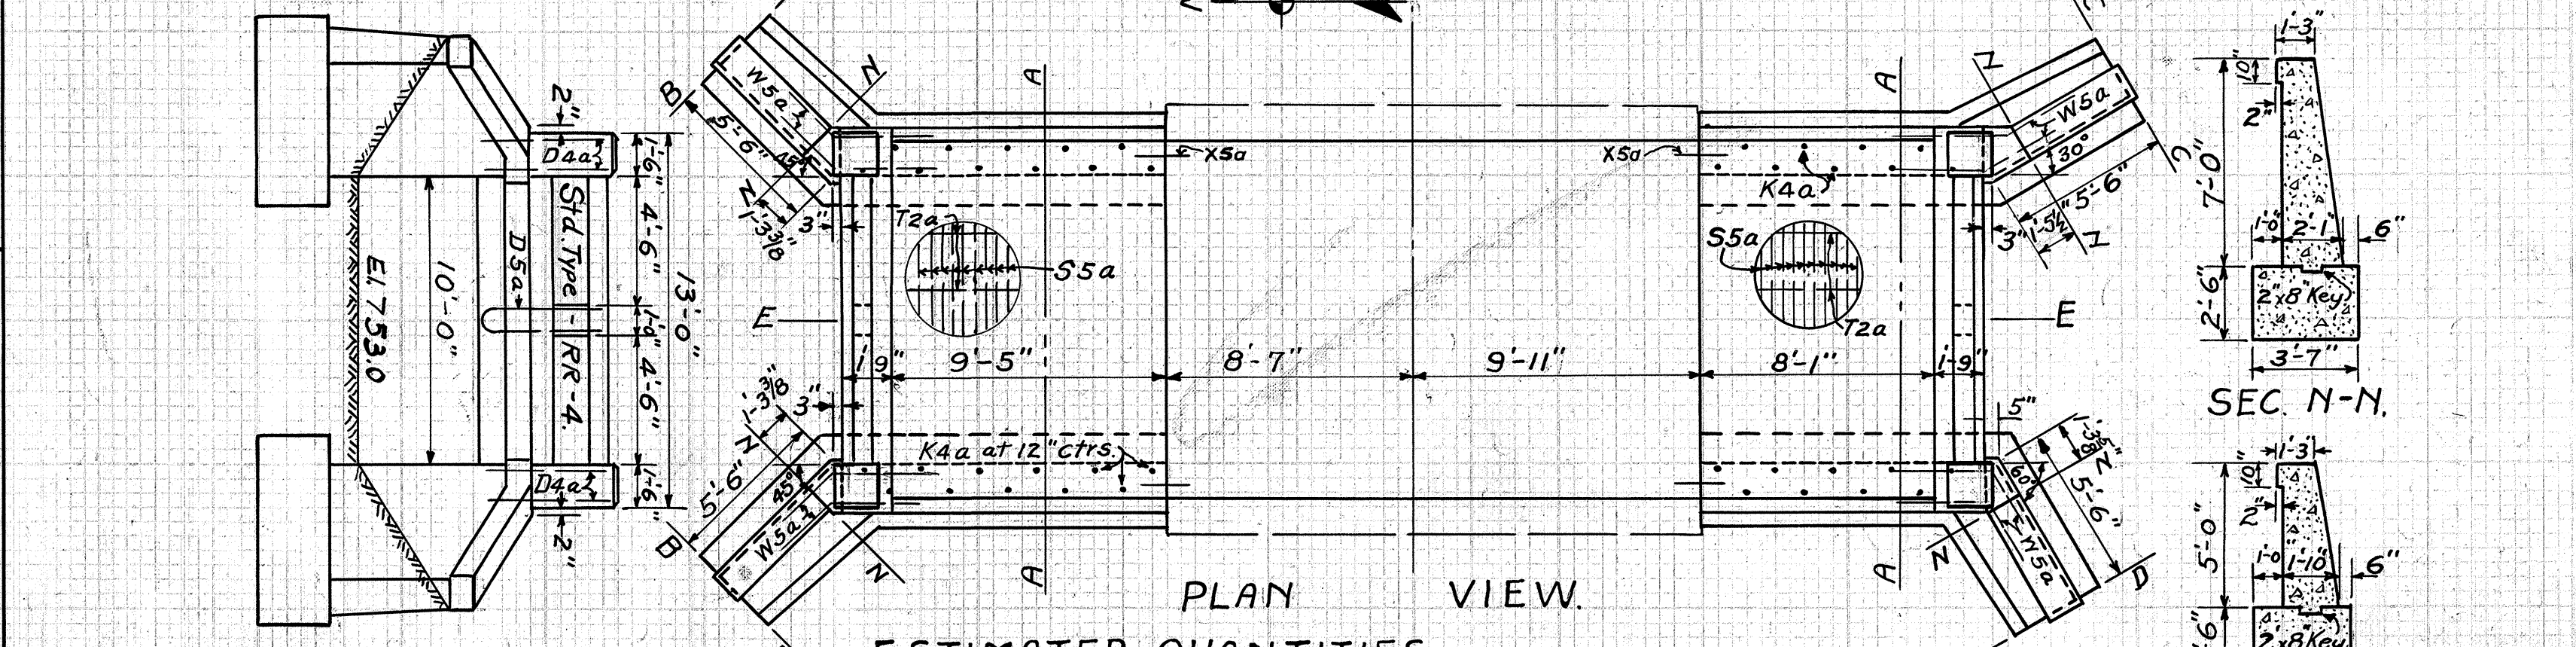 2"
D4a
1'-6"
4'-6"
1'-0"
4'-6"
1'-6"
13'-0"
Std. Type - RR-4.
D5a
10'-0"
El. 753.0
D4a
2"
B
W5a
N
5'-6"
45°
N
1'-3 3/8"
3"
A
T2a
S5a
X5a
E
9"
9'-5"
8'-7"
9'-11"
8'-1"
1'-9"
X5a
K4a
A
S5a
T2a
W5a
30°
5'-6"
1'-5½"
3"
E
1'-3 3/8"
3"
N
5'-6"
45°
B
W5a
N
K4a at 12" ctrs.
A
A
5"
60°
1'-3 5/8"
N
5'-6"
W5a
N
D
PLAN VIEW.
ESTIMATED QUANTITIES
1'-3"
10"
2"
7'-0"
1'-0"
2'-1"
6"
2'-6"
2"x8" Key
3'-7"
SEC. N-N.
1'-3"
10"
2"
5'-0"
1'-0
1'-10"
6"
2"x8" Key